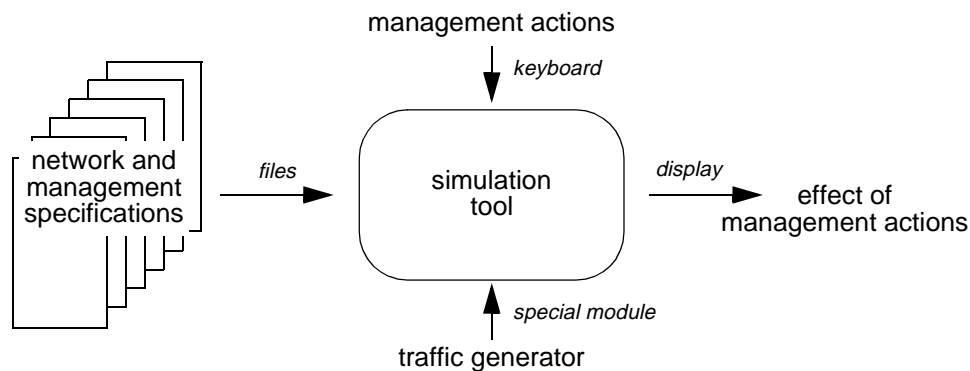 management actions
keyboard
network and
management
specifications
files
simulation
tool
display
effect of
management actions
special module
traffic generator